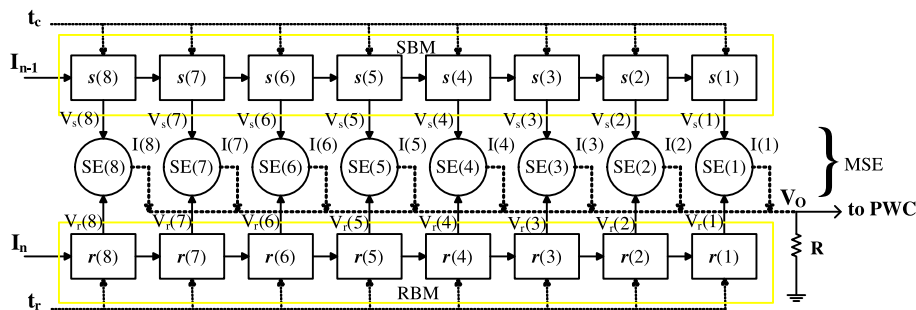 t_c
SBM
I_{n-1}
s(8) s(7) s(6) s(5) s(4) s(3) s(2) s(1)
V_s(8) V_s(7) V_s(6) V_s(5) V_s(4) V_s(3) V_s(2) V_s(1)
I(8) I(7) I(6) I(5) I(4) I(3) I(2) I(1)
SE(8) SE(7) SE(6) SE(5) SE(4) SE(3) SE(2) SE(1)
} MSE
V_O
to PWC
V_r(8) V_r(7) V_r(6) V_r(5) V_r(4) V_r(3) V_r(2) V_r(1)
I_n
r(8) r(7) r(6) r(5) r(4) r(3) r(2) r(1)
R
RBM
t_r